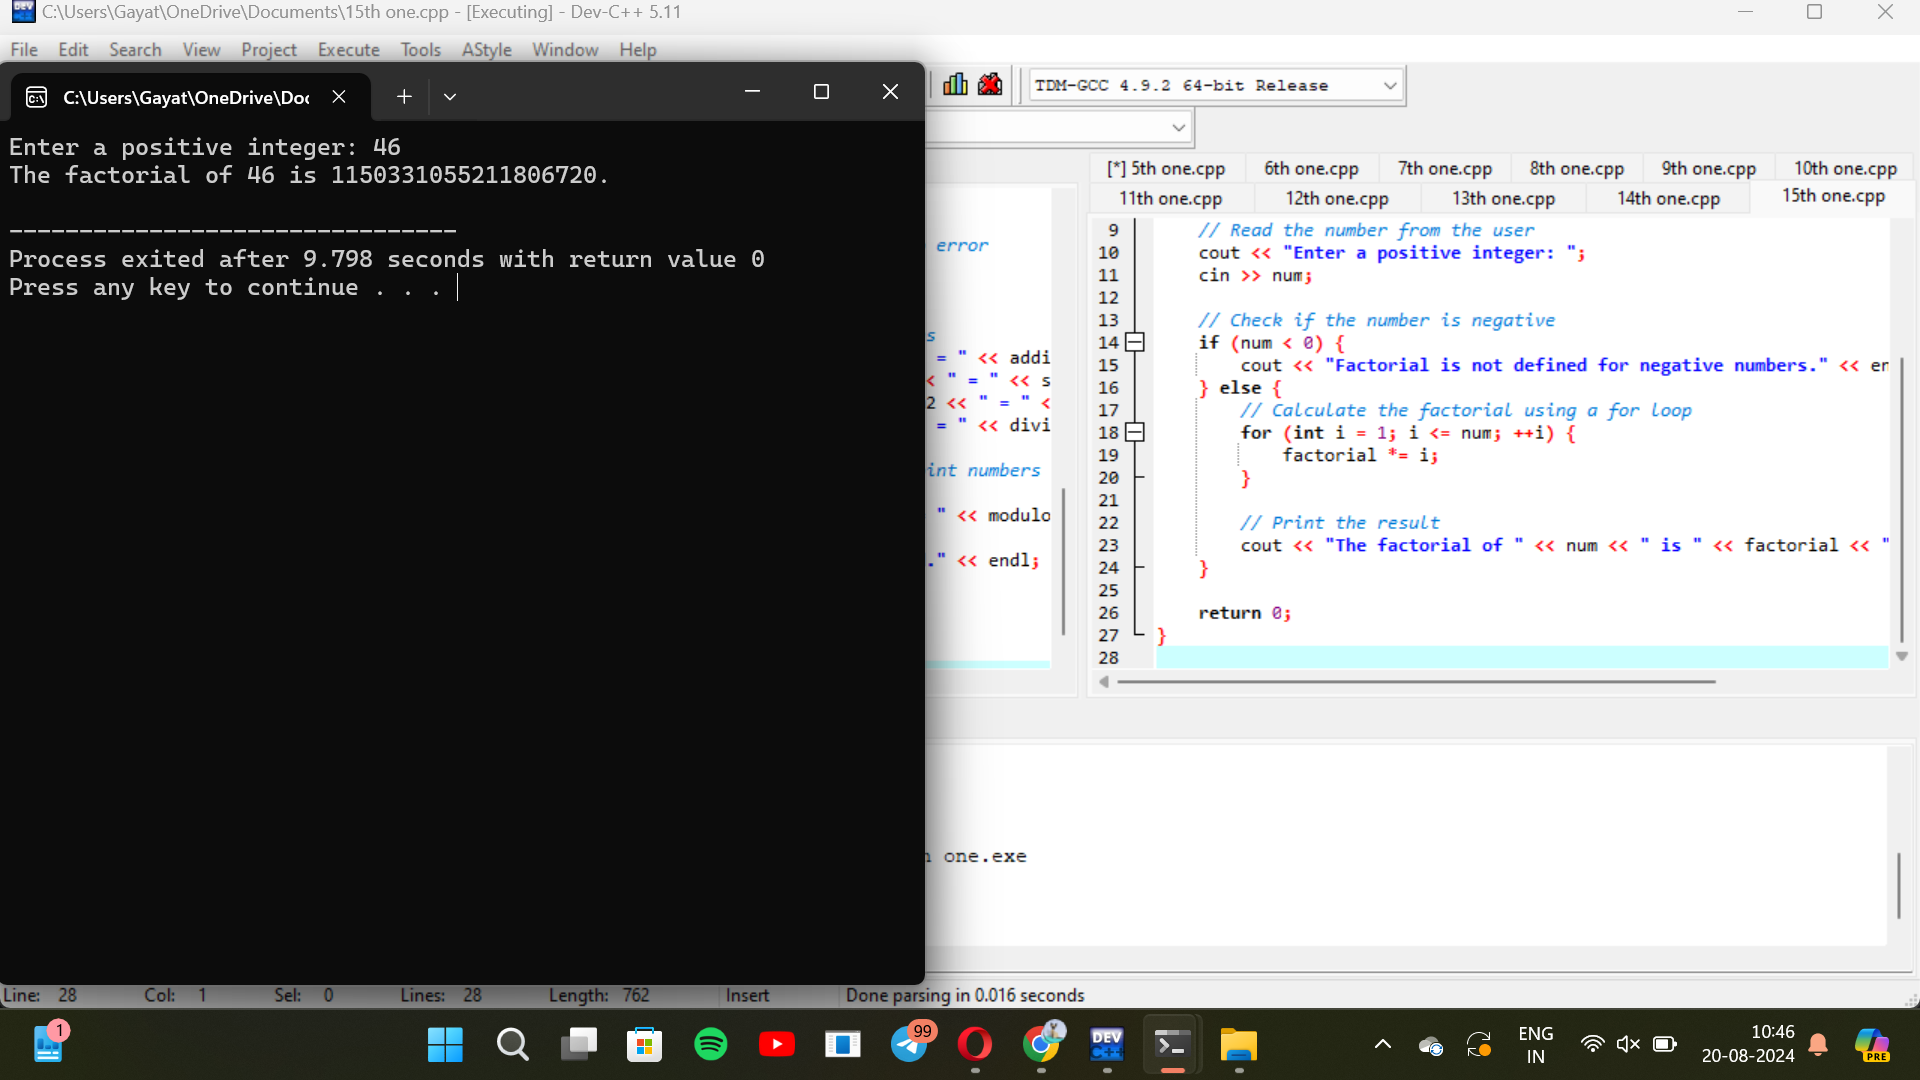 C:\Users\Gayat\OneDrive\Documents\15th one.cpp - [Executing] - Dev-C++ 5.11
File Edit Search View Project Execute Tools AStyle Window Help
C:\Users\Gayat\OneDrive\Doc
TDM-GCC 4.9.2 64-bit Release
Enter a positive integer: 46
The factorial of 46 is 1150331055211806720.
--------------------------------
Process exited after 9.798 seconds with return value 0
Press any key to continue . . .
error
s
= " << addi
< " = " << s
2 << " = " <
= " << divi
int numbers
" << modulo
." << endl;
[*] 5th one.cpp 6th one.cpp 7th one.cpp 8th one.cpp 9th one.cpp 10th one.cpp
11th one.cpp 12th one.cpp 13th one.cpp 14th one.cpp 15th one.cpp
9 // Read the number from the user
10 cout << "Enter a positive integer: ";
11 cin >> num;
12
13 // Check if the number is negative
14 if (num < 0) {
15 cout << "Factorial is not defined for negative numbers." << en
16 } else {
17 // Calculate the factorial using a for loop
18 for (int i = 1; i <= num; ++i) {
19 factorial *= i;
20 }
21
22 // Print the result
23 cout << "The factorial of " << num << " is " << factorial << "
24 }
25
26 return 0;
27 }
28
one.exe
Line: 28 Col: 1 Sel: 0 Lines: 28 Length: 762 Insert Done parsing in 0.016 seconds
1
99
DEV C++
ENG
IN
10:46
20-08-2024
PRE